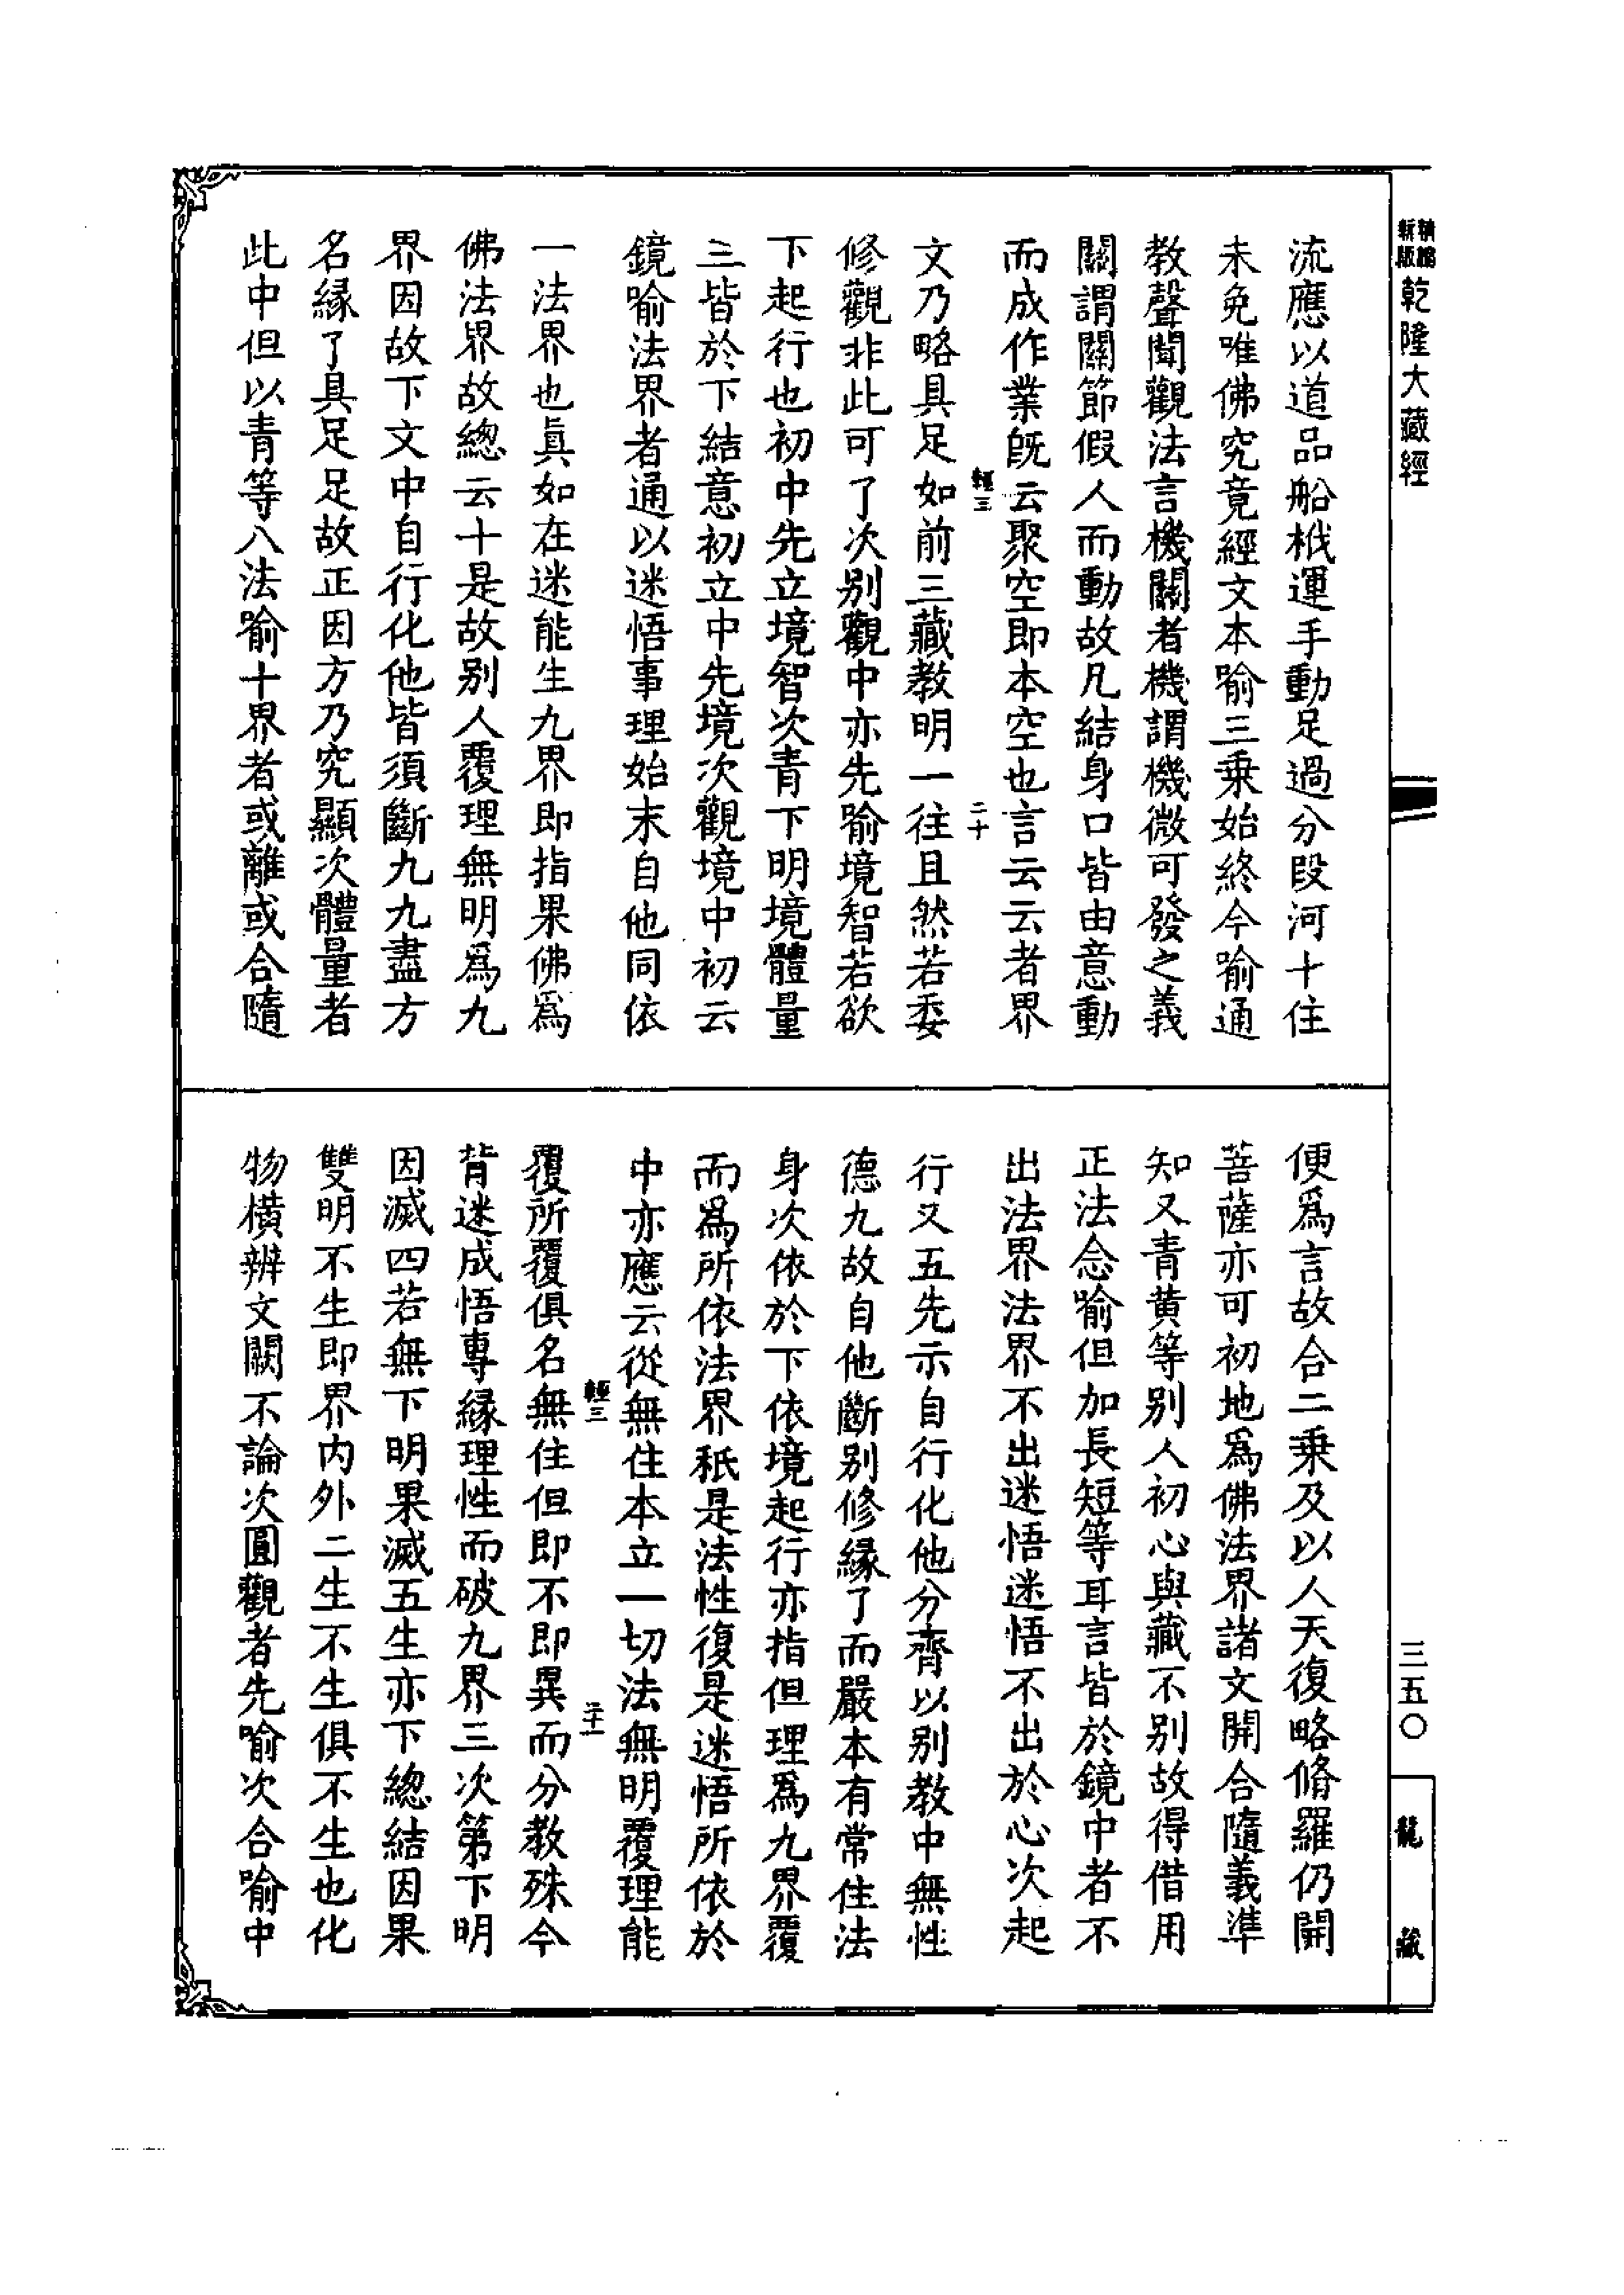 精編新版乾隆大藏經
流應以道品船栰運手動足過分段河十住
未免唯佛究竟經文本喻三乗始終今喻通
教聲聞觀法言機關者機謂機微可發之義
關謂關節假人而動故凡結身口皆由意動
而成作業旣云聚空即本空也言云云者界
輕三
二十
文乃略具足如前三藏教明一往且然若委
修觀非此可了次别觀中亦先喻境智若欲
下起行也初中先立境智次青下明境體量
三皆於下結意初立中先境次觀境中初云
鏡喻法界者通以迷悟事理始末自他同依
一法界也眞如在迷能生九界即指果佛爲
佛法界故總云十是故别人覆理無明爲九
界因故下文中自行化他皆須斷九九盡方
名縁了具足足故正因方乃究顯次體量者
此中但以青等八法喻十界者或離或合隨
便爲言故合二乗及以人天復略脩羅仍開
菩薩亦可初地爲佛法界諸文開合隨義準
知又青黄等别人初心與藏不别故得借用
正法念喻但加長短等耳言皆於鏡中者不
出法界法界不出迷悟迷悟不出於心次起
行又五先示自行化他分齊以别教中無性
德九故自他斷别修縁了而嚴本有常住法
身次依於下依境起行亦指但理爲九界覆
而爲所依法界秖是法性復是迷悟所依於
中亦應云從無住本立一切法無明覆理能
輕三
二十一
覆所覆俱名無住但即不即異而分教殊今
背迷成悟專縁理性而破九界三次第下明
因滅四若無下明果滅五生亦下總結因果
雙明不生即界内外二生不生俱不生也化
物横辨文闕不論次圓觀者先喻次合喻中
三五〇
龍藏